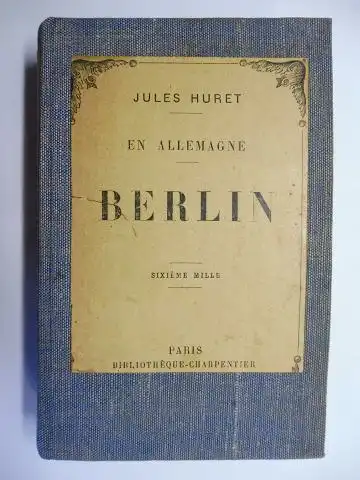 JULES HURET
EN ALLEMAGNE
BERLIN
SIXIÈME MILLE
PARIS
BIBLIOTHÈQUE-CHARPENTIER